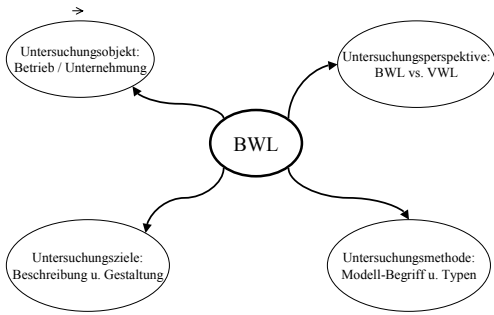 Untersuchungsobjekt:
Betrieb / Unternehmung
Untersuchungsperspektive:
BWL vs. VWL
BWL
Untersuchungsziele:
Beschreibung u. Gestaltung
Untersuchungsmethode:
Modell-Begriff u. Typen